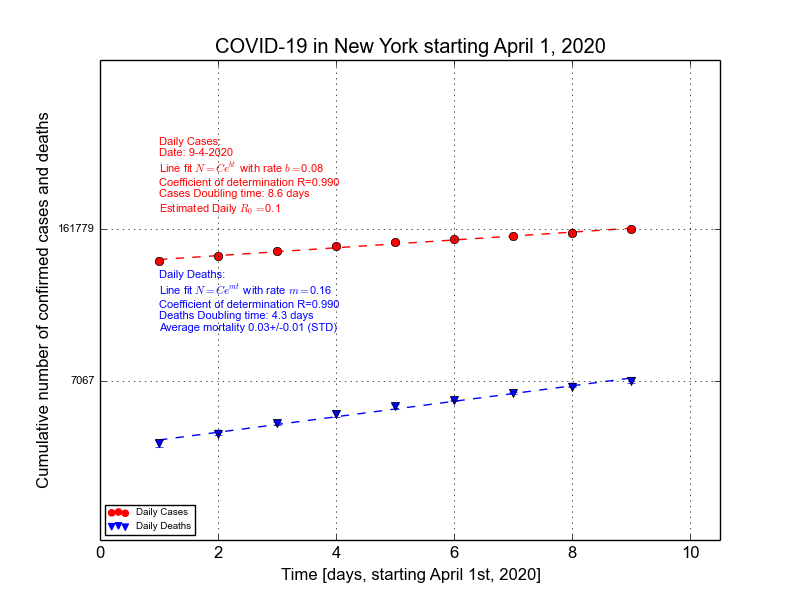 COVID-19 in New York starting April 1, 2020
Cumulative number of confirmed cases and deaths
Daily Cases:
Date: 9-4-2020
Line fit N = Ce^{bt} with rate b = 0.08
Coefficient of determination R=0.990
Cases Doubling time: 8.6 days
Estimated Daily R_0 = 0.1
161779
Daily Deaths:
Line fit N = Ce^{mt} with rate m = 0.16
Coefficient of determination R=0.990
Deaths Doubling time: 4.3 days
Average mortality 0.03+/-0.01 (STD)
7067
Daily Cases
Daily Deaths
0 2 4 6 8 10
Time [days, starting April 1st, 2020]